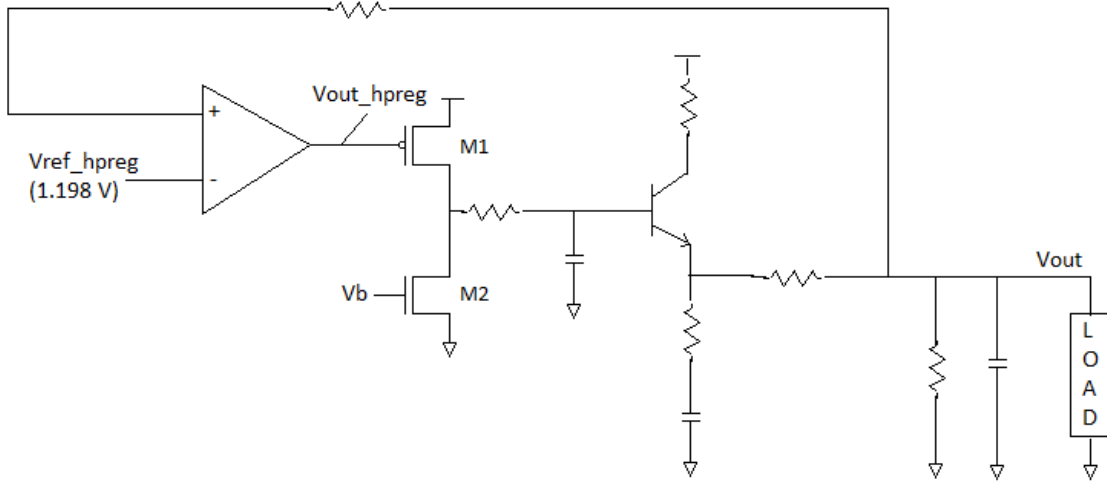 Vout_hpreg
+
M1
Vref_hpreg
(1.198 V)
-
Vout
Vb
M2
L
O
A
D